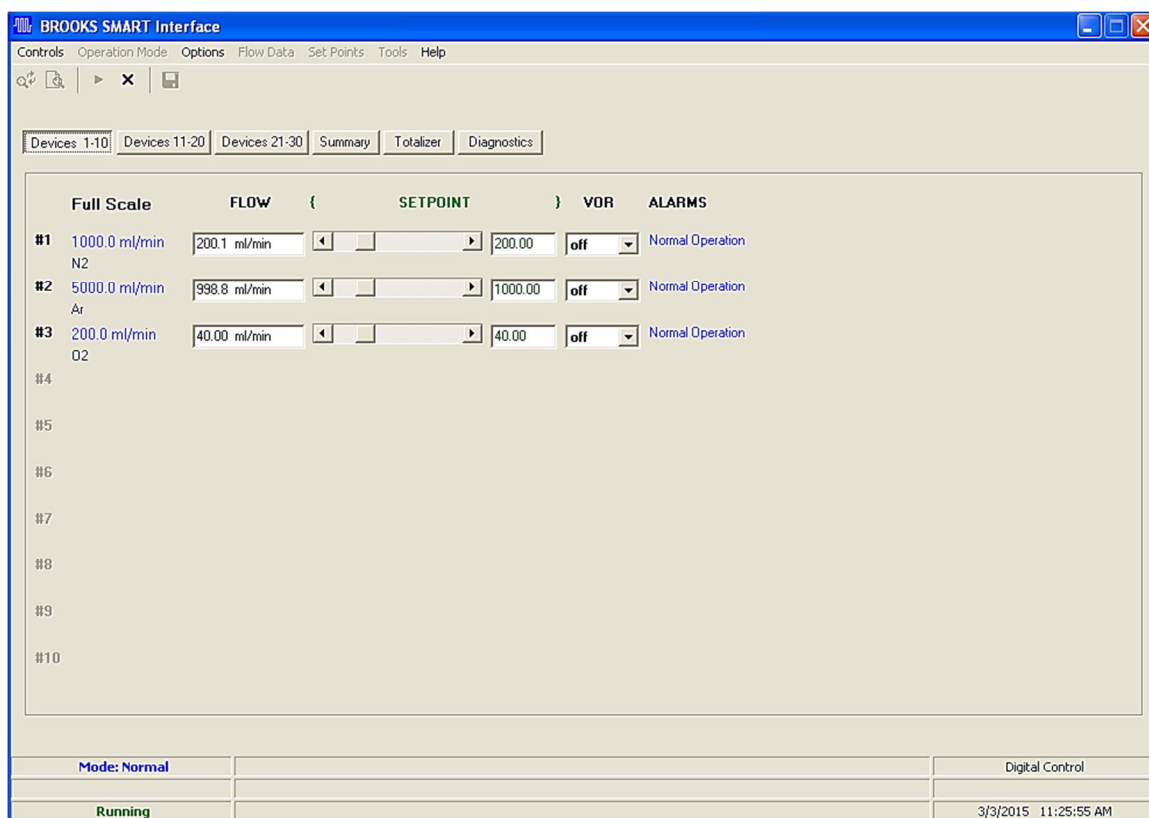 BROOKS SMART Interface
Controls Operation Mode Options Flow Data Set Points Tools Help
Devices 1-10 Devices 11-20 Devices 21-30 Summary Totalizer Diagnostics
Full Scale FLOW { SETPOINT } VOR ALARMS
#1 1000.0 ml/min 200.1 ml/min 200.00 off Normal Operation
N2
#2 5000.0 ml/min 998.8 ml/min 1000.00 off Normal Operation
Ar
#3 200.0 ml/min 40.00 ml/min 40.00 off Normal Operation
O2
#4
#5
#6
#7
#8
#9
#10
Mode: Normal Digital Control
Running 3/3/2015 11:25:55 AM